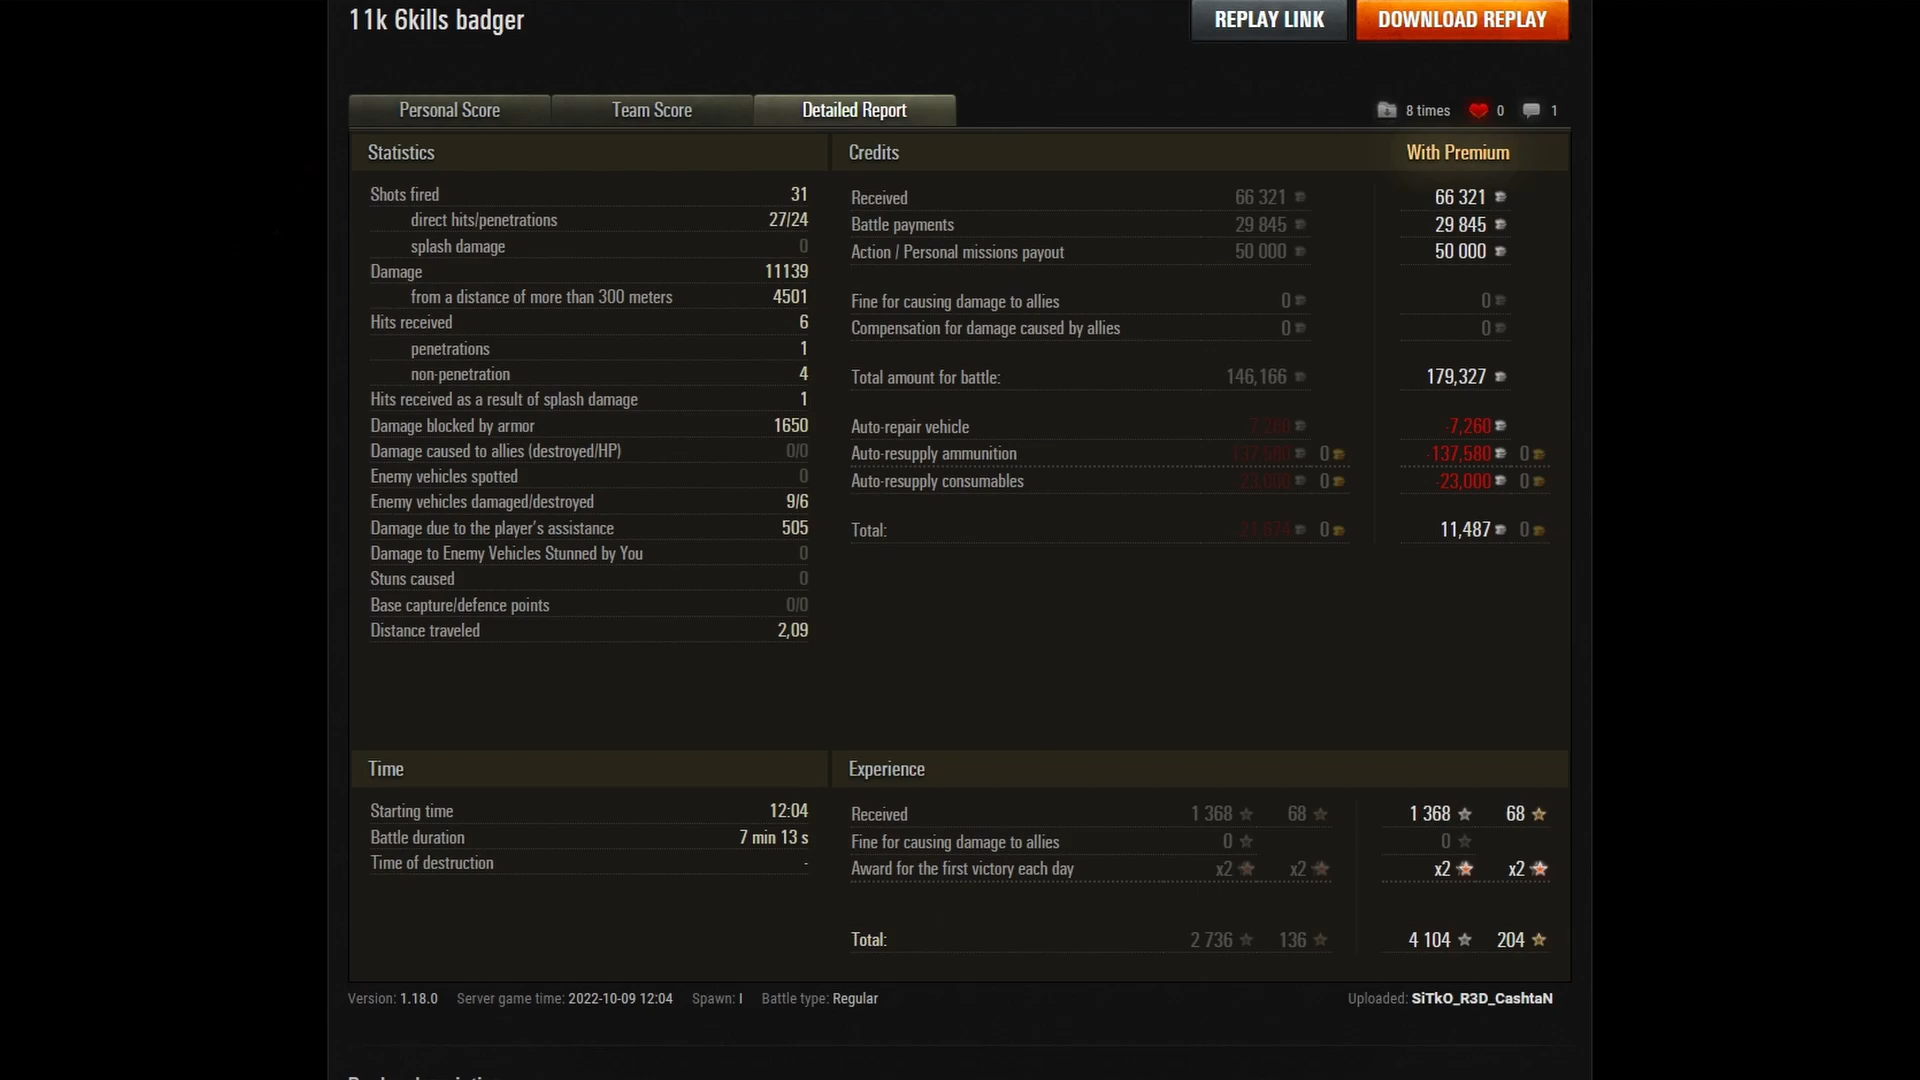 11k 6kills badger
REPLAY LINK
DOWNLOAD REPLAY
Personal Score
Team Score
Detailed Report
8 times
0
1
Statistics
Shots fired 31
direct hits/penetrations 27/24
splash damage 0
Damage 11139
from a distance of more than 300 meters 4501
Hits received 6
penetrations 1
non-penetration 4
Hits received as a result of splash damage 1
Damage blocked by armor 1650
Damage caused to allies (destroyed/HP) 0/0
Enemy vehicles spotted 0
Enemy vehicles damaged/destroyed 9/6
Damage due to the player's assistance 505
Damage to Enemy Vehicles Stunned by You 0
Stuns caused 0
Base capture/defence points 0/0
Distance traveled 2,09
Credits With Premium
Received 66 321 66 321
Battle payments 29 845 29 845
Action / Personal missions payout 50 000 50 000
Fine for causing damage to allies 0 0
Compensation for damage caused by allies 0 0
Total amount for battle: 146,166 179,327
Auto-repair vehicle -7,260 -7,260
Auto-resupply ammunition -137,580 0 -137,580 0
Auto-resupply consumables -23,000 0 -23,000 0
Total: -21,674 0 11,487 0
Time
Starting time 12:04
Battle duration 7 min 13 s
Time of destruction -
Experience
Received 1 368 68 1 368 68
Fine for causing damage to allies 0 0
Award for the first victory each day x2 x2 x2 x2
Total: 2 736 136 4 104 204
Version: 1.18.0 Server game time: 2022-10-09 12:04 Spawn: I Battle type: Regular
Uploaded: SiTkO_R3D_CashtaN